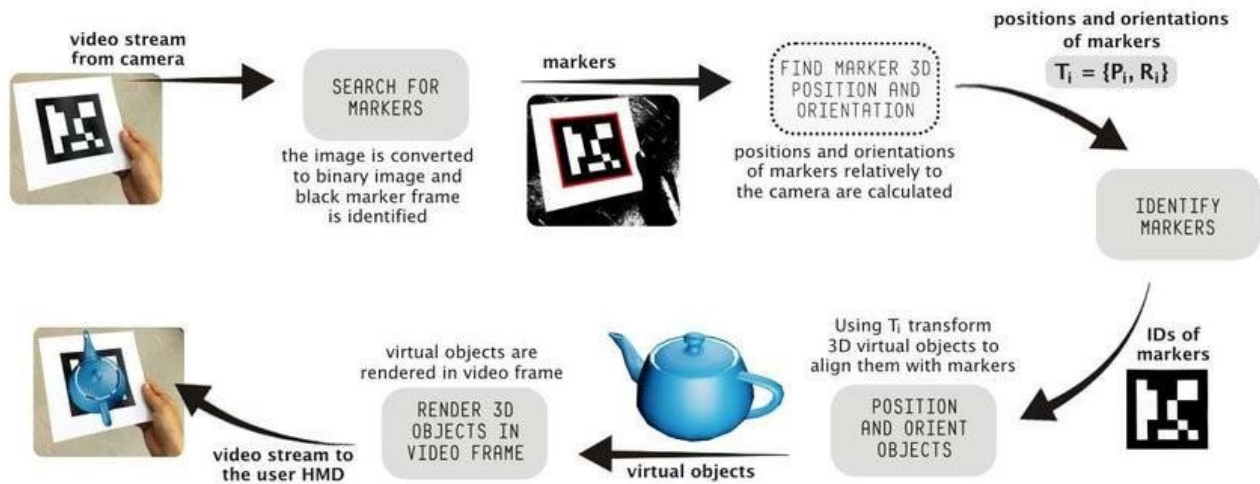 video stream
from camera
SEARCH FOR
MARKERS
the image is converted
to binary image and
black marker frame
is identified
markers
FIND MARKER 3D
POSITION AND
ORIENTATION
positions and orientations
of markers relatively to
the camera are calculated
positions and orientations
of markers
Tᵢ = {Pᵢ, Rᵢ}
IDENTIFY
MARKERS
IDs of
markers
Using Tᵢ transform
3D virtual objects to
align them with markers
POSITION
AND ORIENT
OBJECTS
virtual objects
virtual objects are
rendered in video frame
RENDER 3D
OBJECTS IN
VIDEO FRAME
video stream to
the user HMD